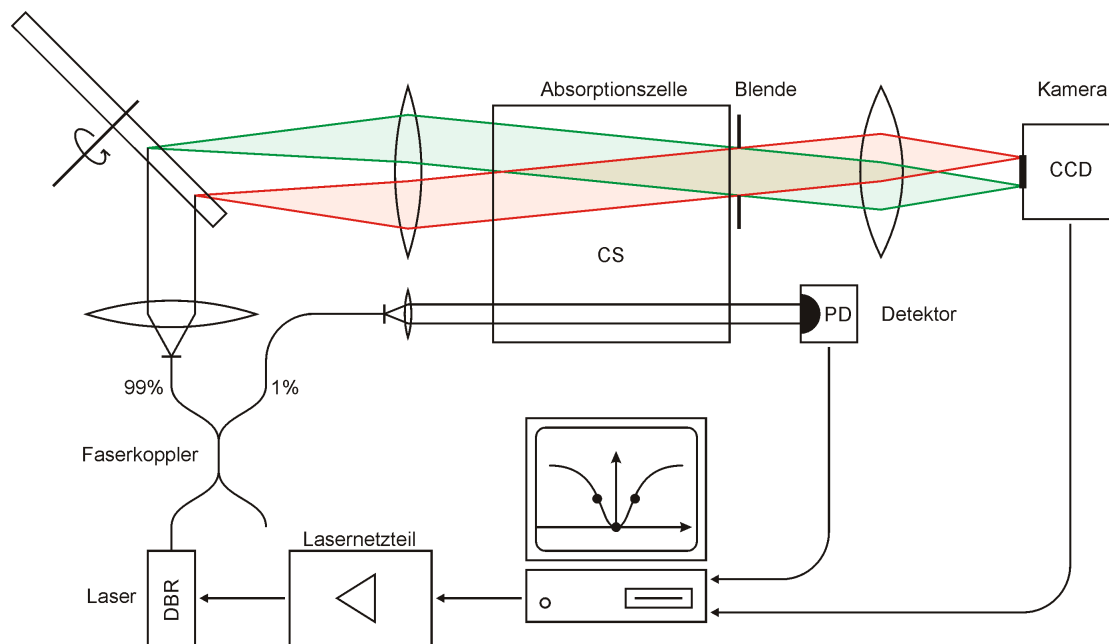 Absorptionszelle
Blende
Kamera
CCD
CS
PD
Detektor
99%
1%
Faserkoppler
Lasernetzteil
Laser
DBR